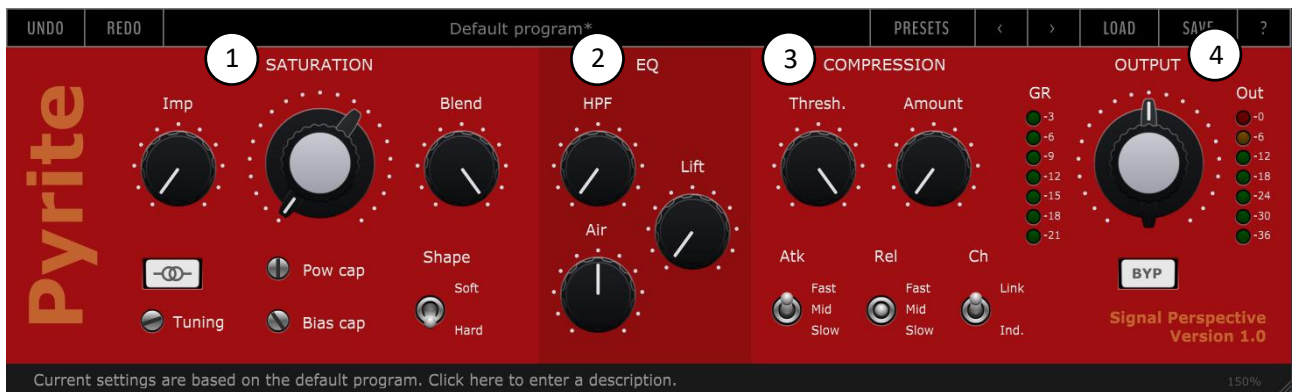 UNDO
REDO
Default program*
PRESETS
<
>
LOAD
SAVE
?
Pyrite
1
SATURATION
Imp
Blend
Pow cap
Tuning
Bias cap
Shape
Soft
Hard
2
EQ
HPF
Lift
Air
3
COMPRESSION
Thresh.
Amount
GR
-3
-6
-9
-12
-15
-18
-21
Atk
Fast
Mid
Slow
Rel
Fast
Mid
Slow
Ch
Link
Ind.
4
OUTPUT
Out
-0
-6
-12
-18
-24
-30
-36
BYP
Signal Perspective
Version 1.0
Current settings are based on the default program. Click here to enter a description.
150%